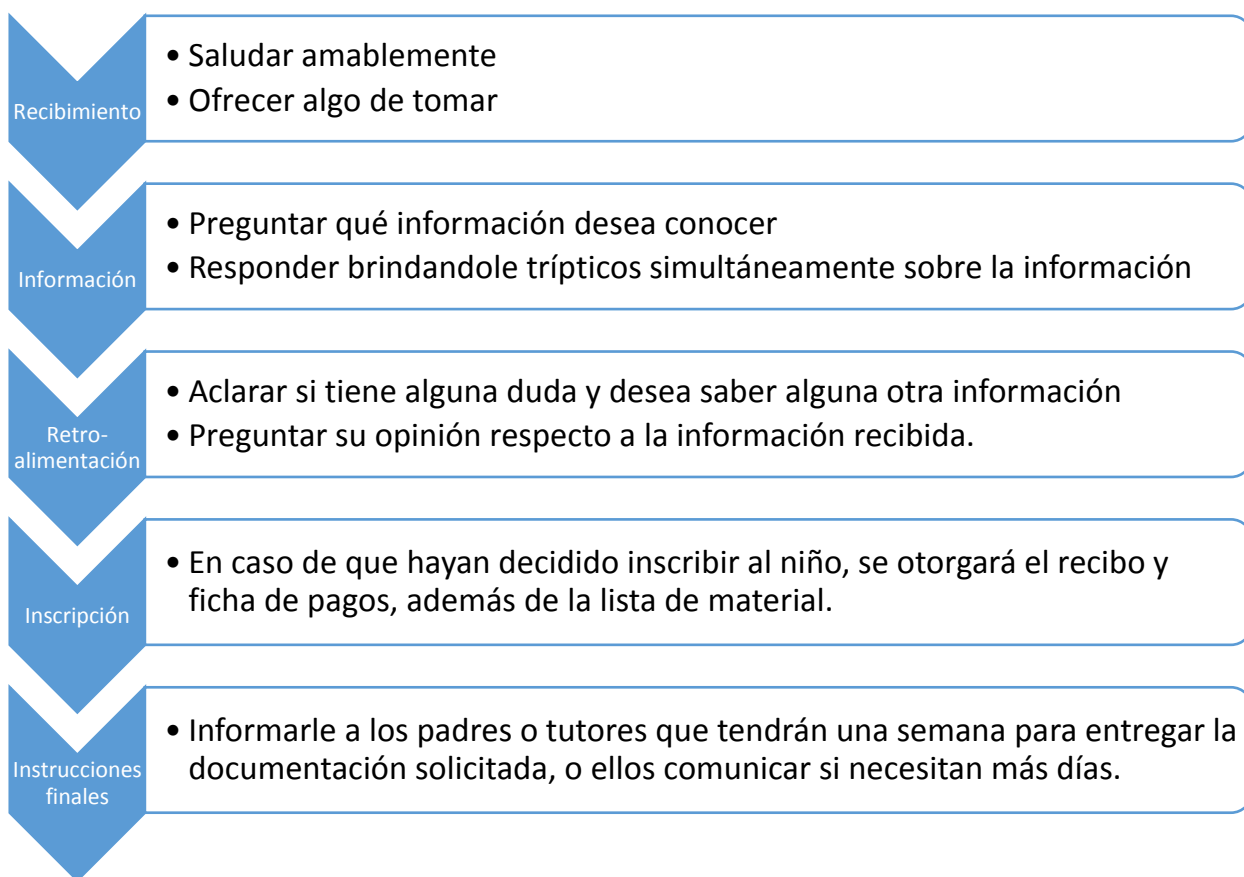 Recibimiento
• Saludar amablemente
• Ofrecer algo de tomar
Información
• Preguntar qué información desea conocer
• Responder brindandole trípticos simultáneamente sobre la información
Retro-
alimentación
• Aclarar si tiene alguna duda y desea saber alguna otra información
• Preguntar su opinión respecto a la información recibida.
Inscripción
• En caso de que hayan decidido inscribir al niño, se otorgará el recibo y
ficha de pagos, además de la lista de material.
Instrucciones
finales
• Informarle a los padres o tutores que tendrán una semana para entregar la
documentación solicitada, o ellos comunicar si necesitan más días.